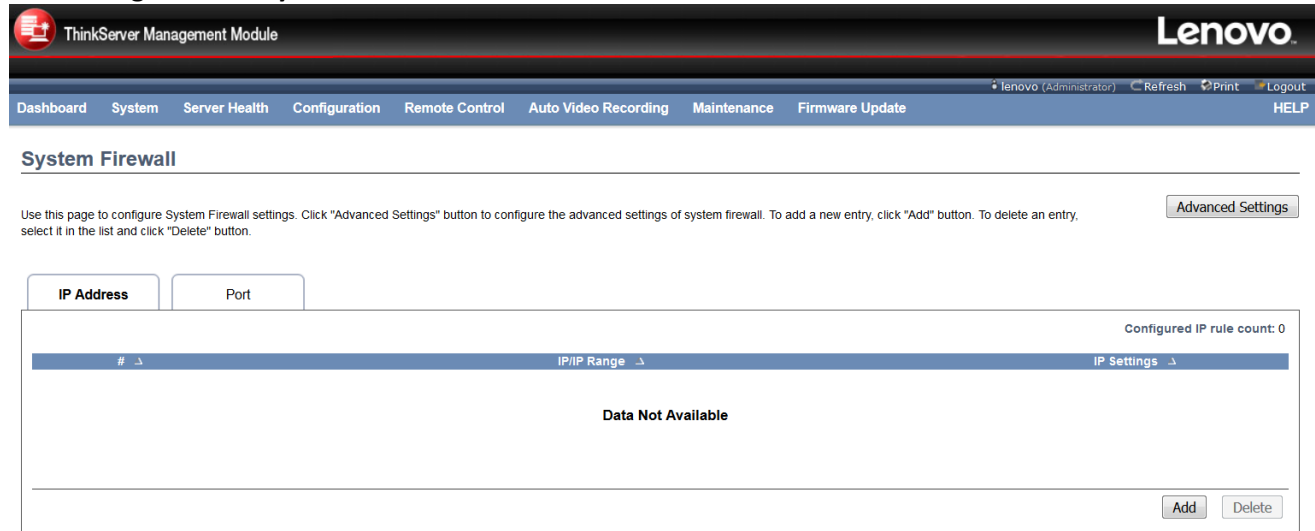 ThinkServer Management Module
Lenovo
lenovo (Administrator) Refresh Print Logout
Dashboard System Server Health Configuration Remote Control Auto Video Recording Maintenance Firmware Update HELP
System Firewall
Use this page to configure System Firewall settings. Click "Advanced Settings" button to configure the advanced settings of system firewall. To add a new entry, click "Add" button. To delete an entry,
select it in the list and click "Delete" button.
Advanced Settings
IP Address Port
Configured IP rule count: 0
# IP/IP Range IP Settings
Data Not Available
Add Delete